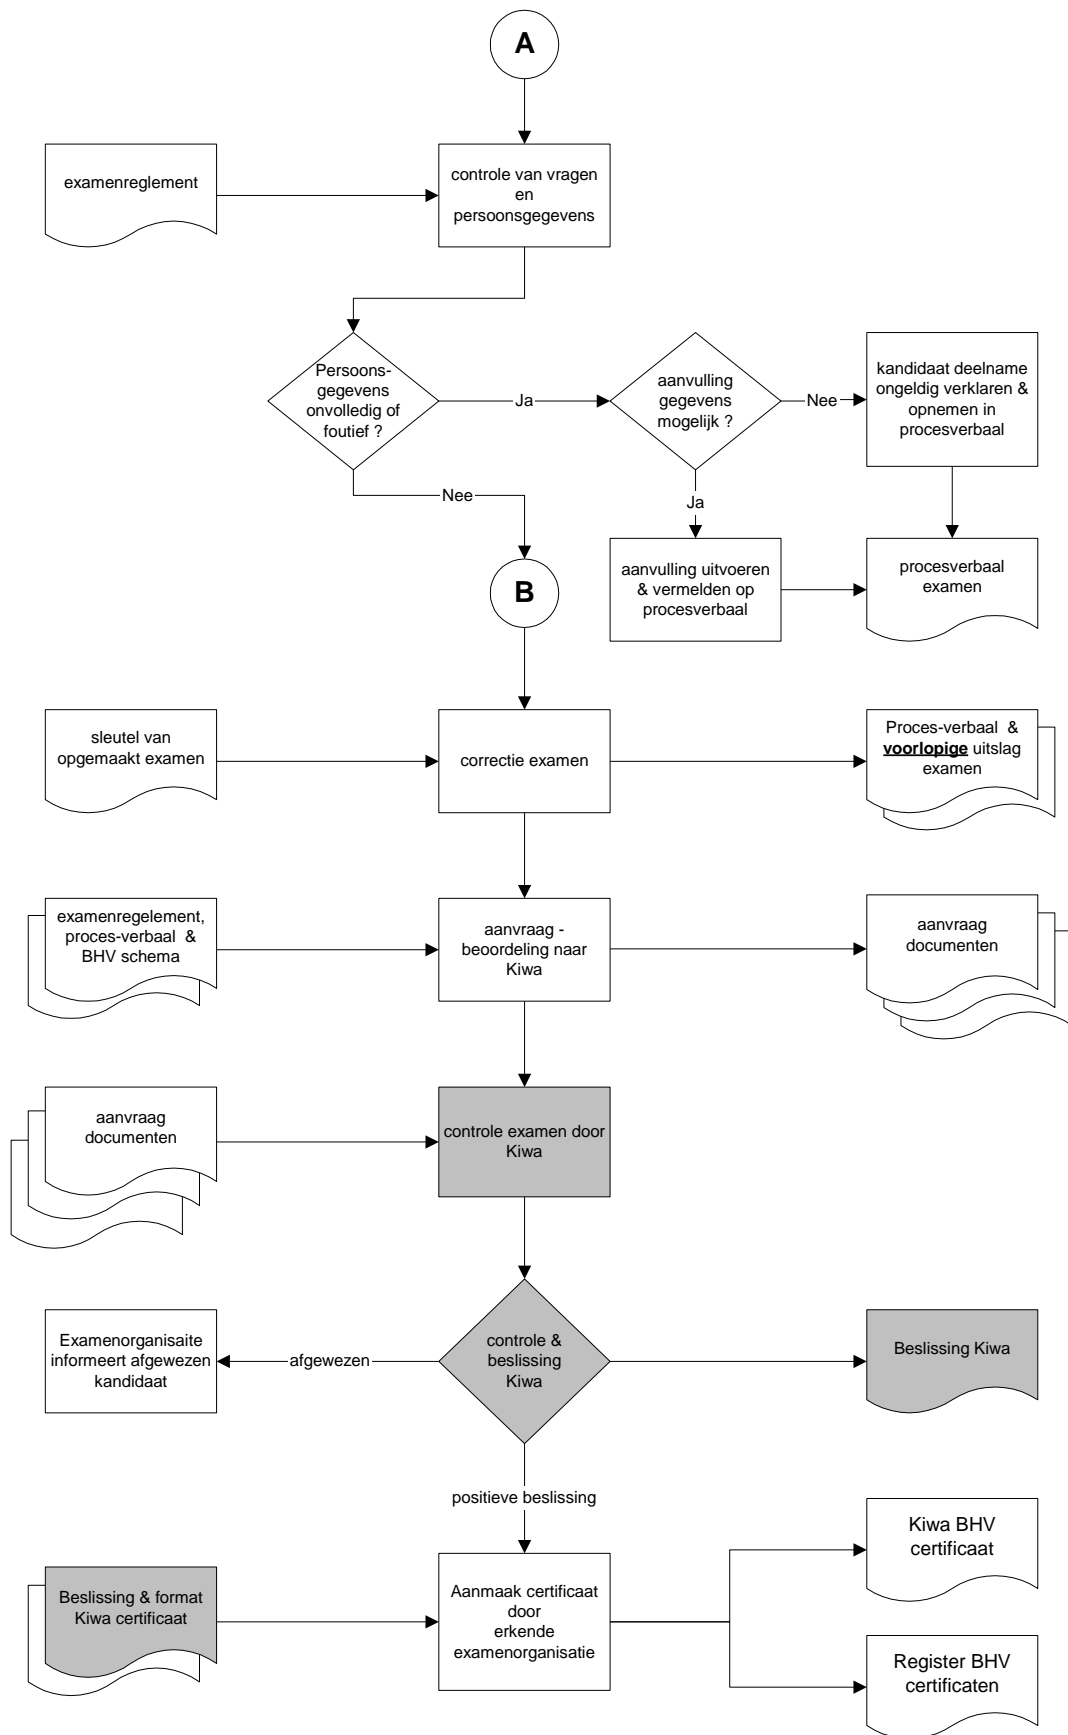 A
examenreglement
controle van vragen
en
persoonsgegevens
Persoons-
gegevens
onvolledig of
foutief ?
Ja
aanvulling
gegevens
mogelijk ?
Nee
kandidaat deelname
ongeldig verklaren &
opnemen in
procesverbaal
Nee
Ja
B
aanvulling uitvoeren
& vermelden op
procesverbaal
procesverbaal
examen
sleutel van
opgemaakt examen
correctie examen
Proces-verbaal &
voorlopige uitslag
examen
examenregelement,
proces-verbaal &
BHV schema
aanvraag -
beoordeling naar
Kiwa
aanvraag
documenten
aanvraag
documenten
controle examen door
Kiwa
Examenorganisaite
informeert afgewezen
kandidaat
afgewezen
controle &
beslissing
Kiwa
Beslissing Kiwa
positieve beslissing
Beslissing & format
Kiwa certificaat
Aanmaak certificaat
door
erkende
examenorganisatie
Kiwa BHV
certificaat
Register BHV
certificaten